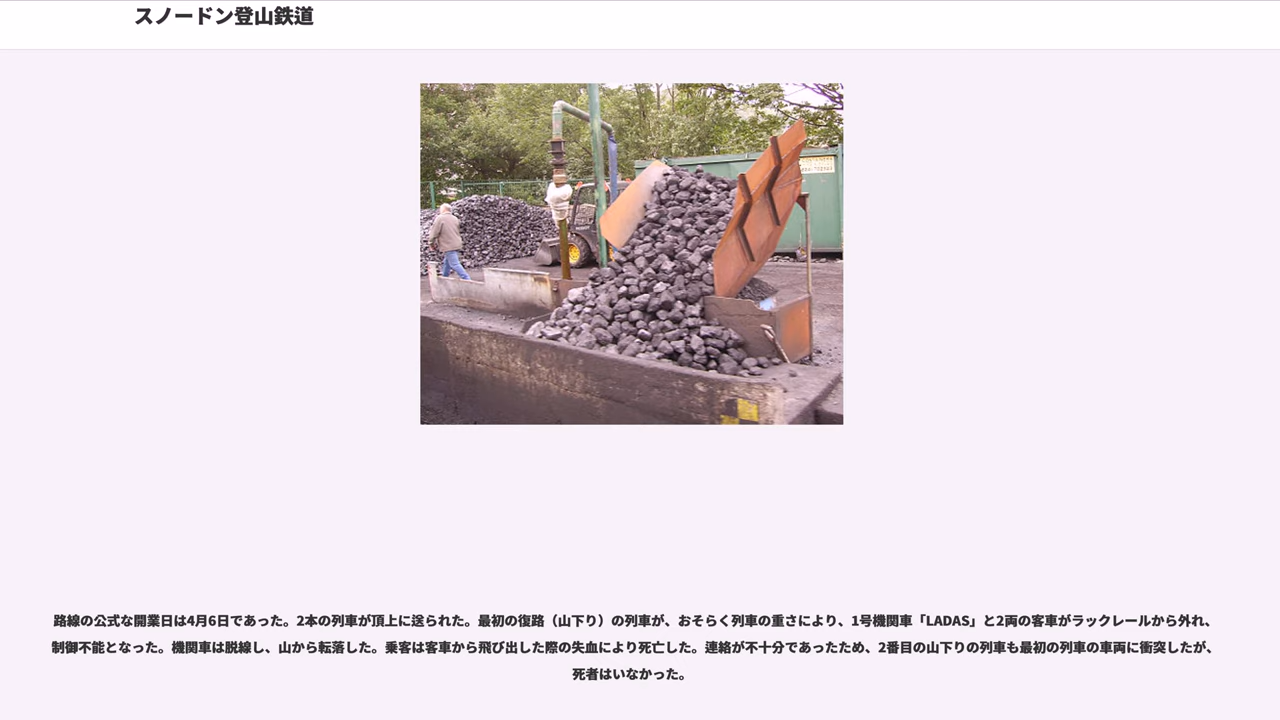 スノードン登山鉄道
路線の公式な開業日は4月6日であった。2本の列車が頂上に送られた。最初の復路（山下り）の列車が、おそらく列車の重さにより、1号機関車「LADAS」と2両の客車がラックレールから外れ、
制御不能となった。機関車は脱線し、山から転落した。乗客は客車から飛び出した際の失血により死亡した。連絡が不十分であったため、2番目の山下りの列車も最初の列車の車両に衝突したが、
死者はいなかった。